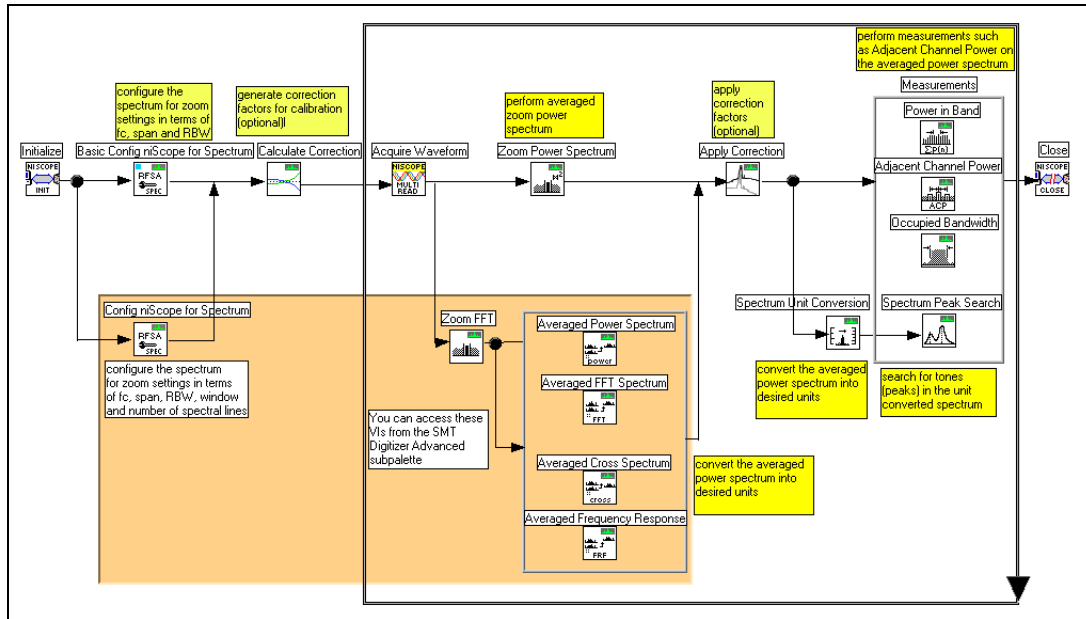 perform measurements such
as Adjacent Channel Power on
the averaged power spectrum
configure the
spectrum for zoom
settings in terms of
fc, span and RBW
generate correction
factors for calibration
(optional)|
perform averaged
zoom power
spectrum
apply
correction
factors
(optional)
Measurements
Power in Band
ΣP(n)
Initialize
NISCOPE
INIT
Basic Config niScope for Spectrum
RFSA
SPEC
Calculate Correction
Acquire Waveform
NISCOPE
MULTI
READ
Zoom Power Spectrum
Apply Correction
Adjacent Channel Power
ACP
Close
NISCOPE
CLOSE
Occupied Bandwidth
Config niScope for Spectrum
RFSA
SPEC
configure the spectrum
for zoom settings in terms
of fc, span, RBW, window
and number of spectral lines
Zoom FFT
You can access these
VIs from the SMT
Digitizer Advanced
subpalette
Averaged Power Spectrum
power
Averaged FFT Spectrum
FFT
Averaged Cross Spectrum
cross
Averaged Frequency Response
FRF
Spectrum Unit Conversion
Spectrum Peak Search
convert the averaged
power spectrum into
desired units
search for tones
(peaks) in the unit
converted spectrum
convert the averaged
power spectrum into
desired units